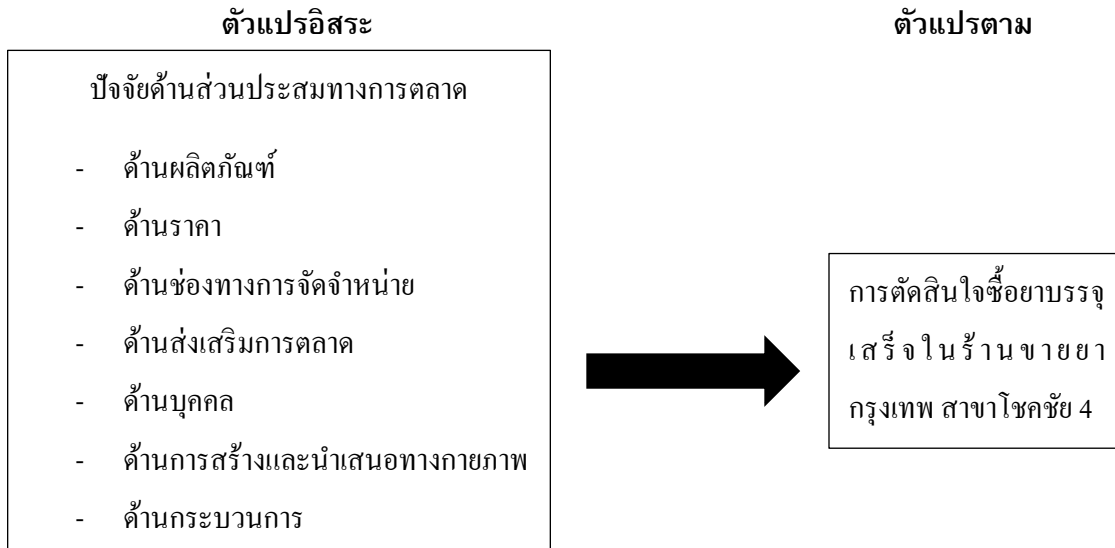 ตัวแปรอิสระ
ปัจจัยด้านส่วนประสมทางการตลาด
- ด้านผลิตภัณฑ์
- ด้านราคา
- ด้านช่องทางการจัดจำหน่าย
- ด้านส่งเสริมการตลาด
- ด้านบุคคล
- ด้านการสร้างและนำเสนอทางกายภาพ
- ด้านกระบวนการ
ตัวแปรตาม
การตัดสินใจซื้อยาบรรจุ
เสร็จในร้านขายยา
กรุงเทพ สาขาโชคชัย 4